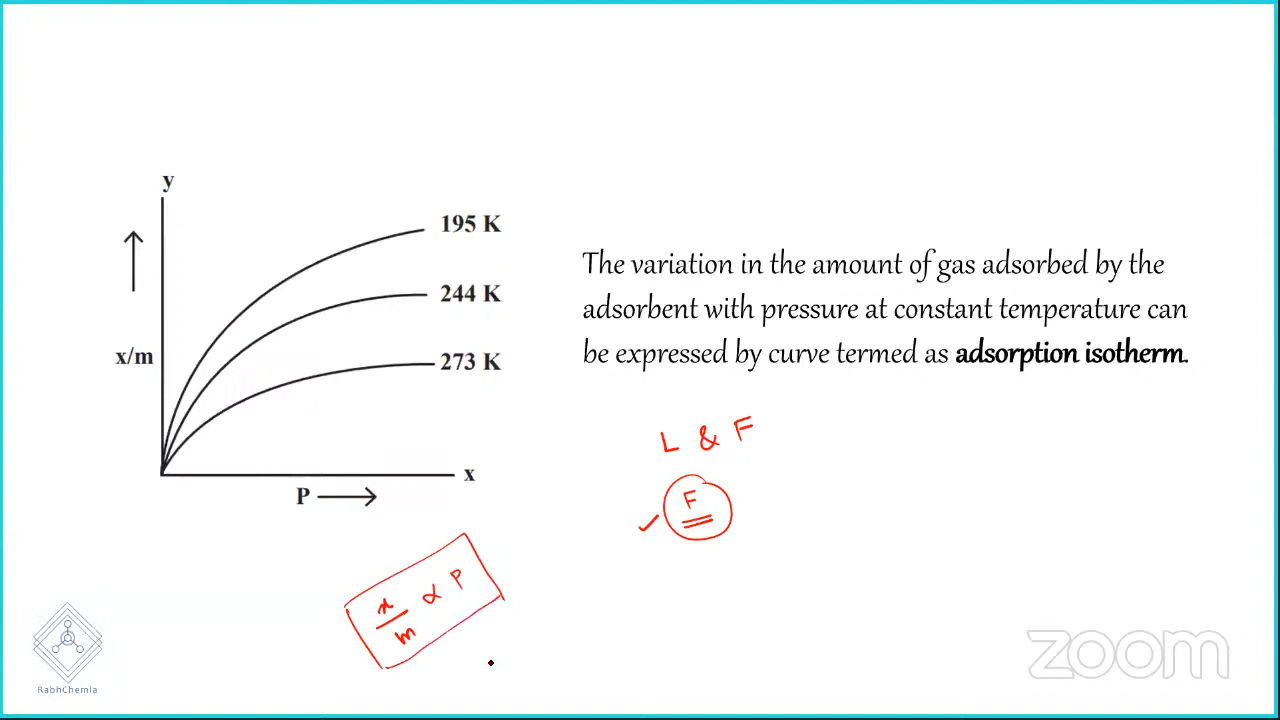 y
195 K
244 K
x/m
273 K
x
P
The variation in the amount of gas adsorbed by the
adsorbent with pressure at constant temperature can
be expressed by curve termed as adsorption isotherm.
L & F
F
x/m ∝ P
RabhChemia
zoom